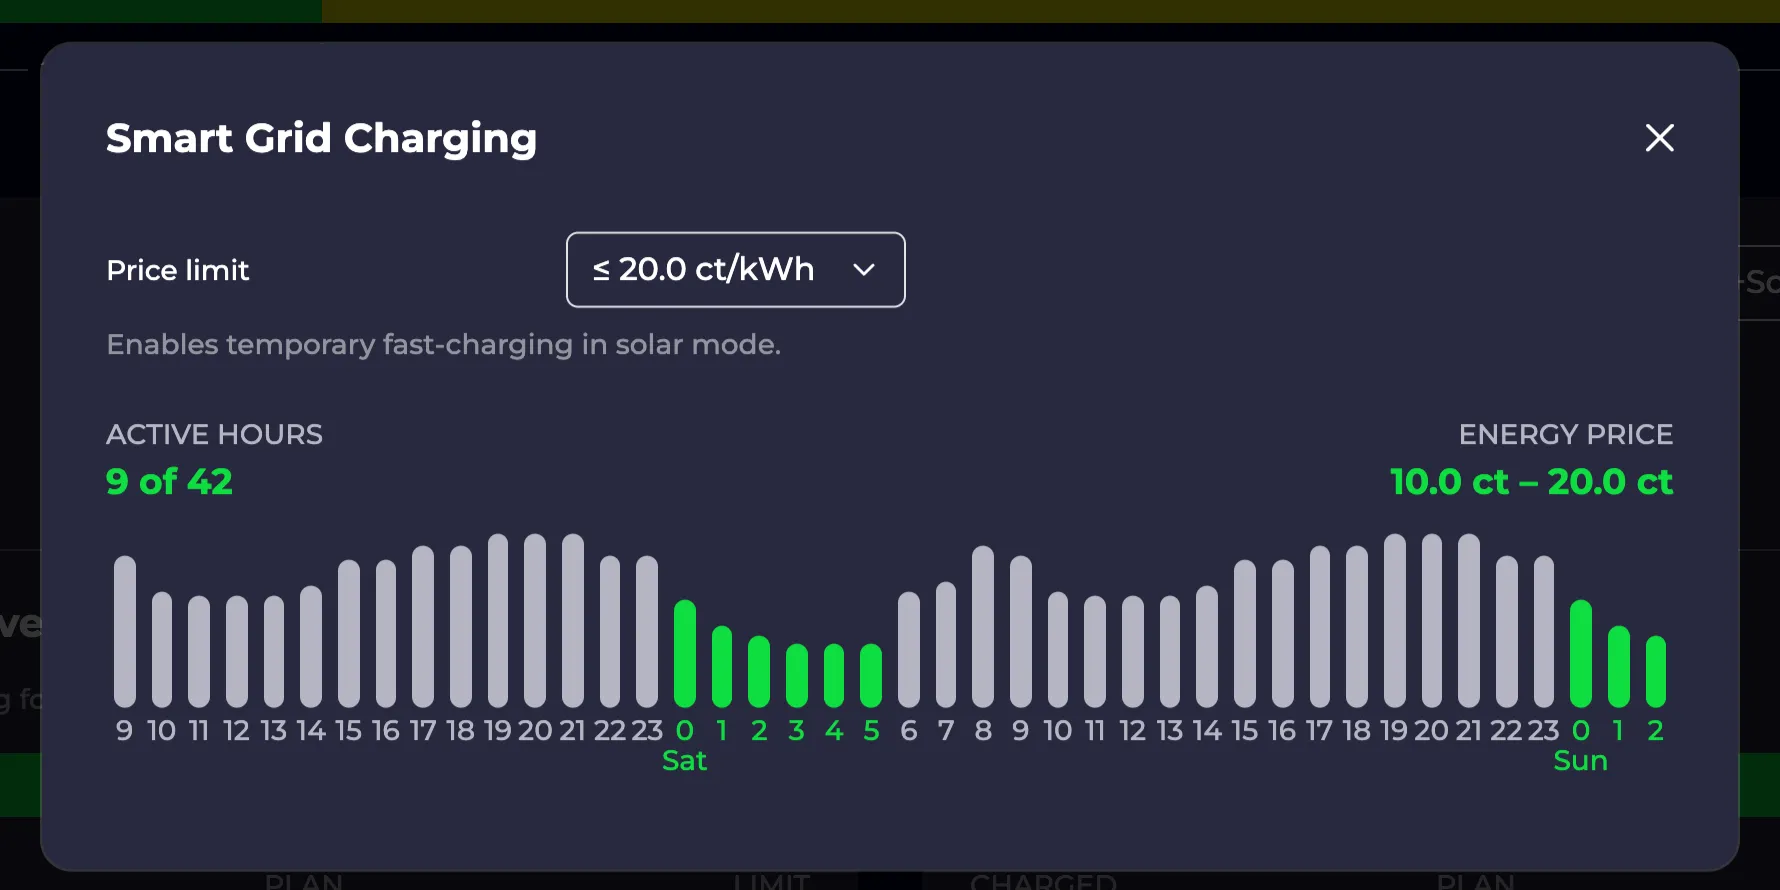 Smart Grid Charging
Price limit
≤ 20.0 ct/kWh
Enables temporary fast-charging in solar mode.
ACTIVE HOURS
ENERGY PRICE
9 of 42
10.0 ct – 20.0 ct
9 10 11 12 13 14 15 16 17 18 19 20 21 22 23 0 1 2 3 4 5 6 7 8 9 10 11 12 13 14 15 16 17 18 19 20 21 22 23 0 1 2
Sat
Sun
PLAN
LIMIT
CHARGED
PLAN